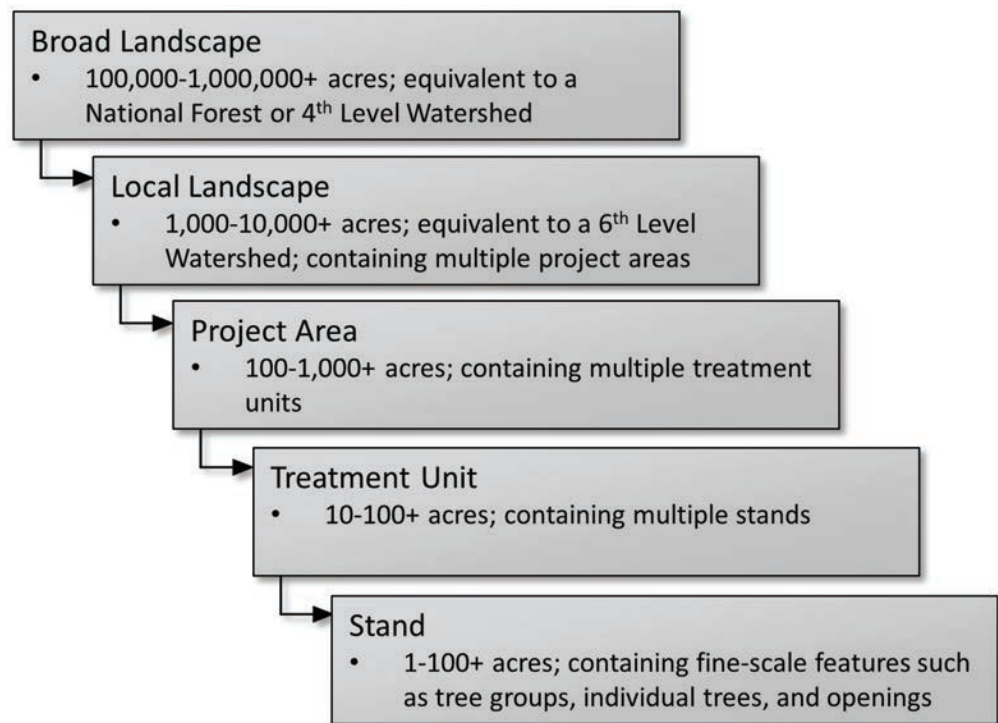 Broad Landscape
• 100,000-1,000,000+ acres; equivalent to a
National Forest or 4th Level Watershed
Local Landscape
• 1,000-10,000+ acres; equivalent to a 6th Level
Watershed; containing multiple project areas
Project Area
• 100-1,000+ acres; containing multiple treatment
units
Treatment Unit
• 10-100+ acres; containing multiple stands
Stand
• 1-100+ acres; containing fine-scale features such
as tree groups, individual trees, and openings